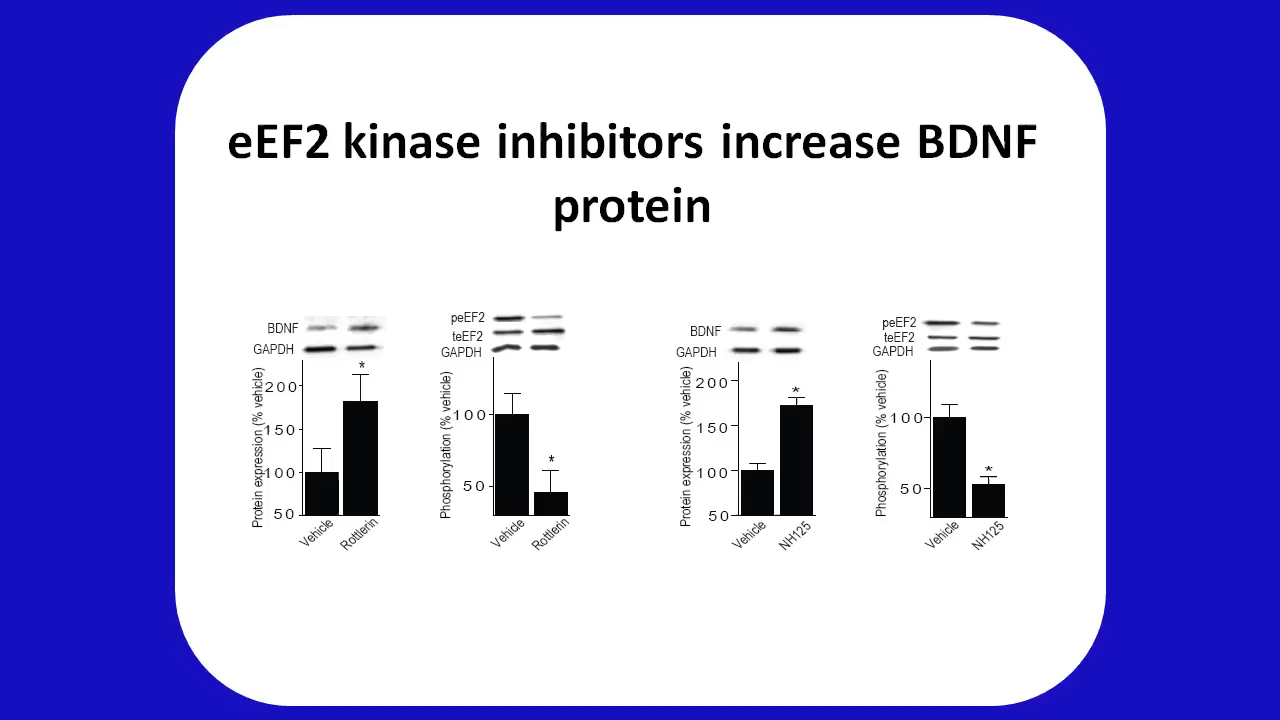 eEF2 kinase inhibitors increase BDNF
protein
BDNF
GAPDH
Protein expression (% vehicle)
200
150
100
50
*
Vehicle
Rottlerin
peEF2
teEF2
GAPDH
Phosphorylation (% vehicle)
100
50
*
Vehicle
Rottlerin
BDNF
GAPDH
Protein expression (% vehicle)
200
150
100
50
*
Vehicle
NH125
peEF2
teEF2
GAPDH
Phosphorylation (% vehicle)
100
50
*
Vehicle
NH125